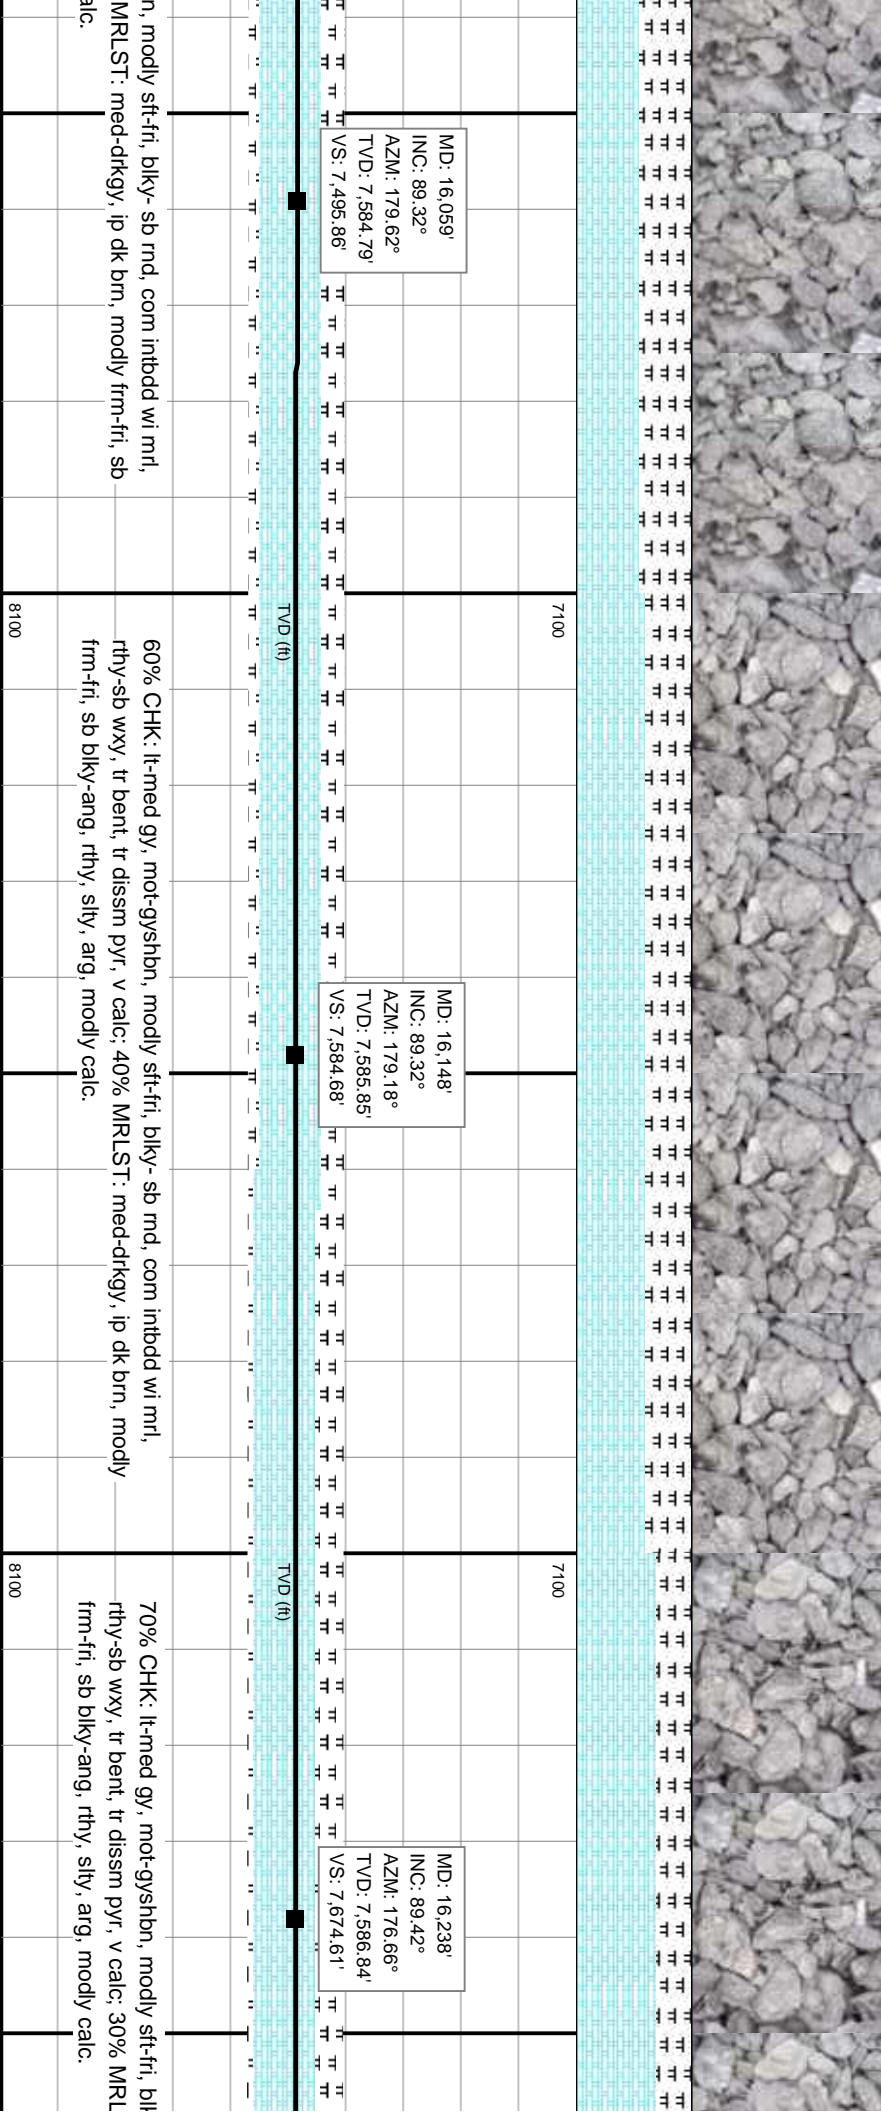 n, modly sft-fri, blky- sb rnd, com intbdd wi mrl,
MRLST: med-drkgy, ip dk brn, modly frm-fri, sb
alc.
MD: 16,059'
INC: 89.32°
AZM: 179.62°
TVD: 7,584.79'
VS: 7,495.86'
7100
TVD (ft)
8100
60% CHK: lt-med gy, mot-gyshbn, modly sft-fri, blky- sb rnd, com intbdd wi mrl,
rthy-sb wxy, tr bent, tr dissm pyr, v calc; 40% MRLST: med-drkgy, ip dk brn, modly
frm-fri, sb blky-ang, rthy, slty, arg, modly calc.
MD: 16,148'
INC: 89.32°
AZM: 179.18°
TVD: 7,585.85'
VS: 7,584.68'
7100
TVD (ft)
8100
70% CHK: lt-med gy, mot-gyshbn, modly sft-fri, blk
rthy-sb wxy, tr bent, tr dissm pyr, v calc; 30% MRL
frm-fri, sb blky-ang, rthy, slty, arg, modly calc.
MD: 16,238'
INC: 89.42°
AZM: 176.66°
TVD: 7,586.84'
VS: 7,674.61'